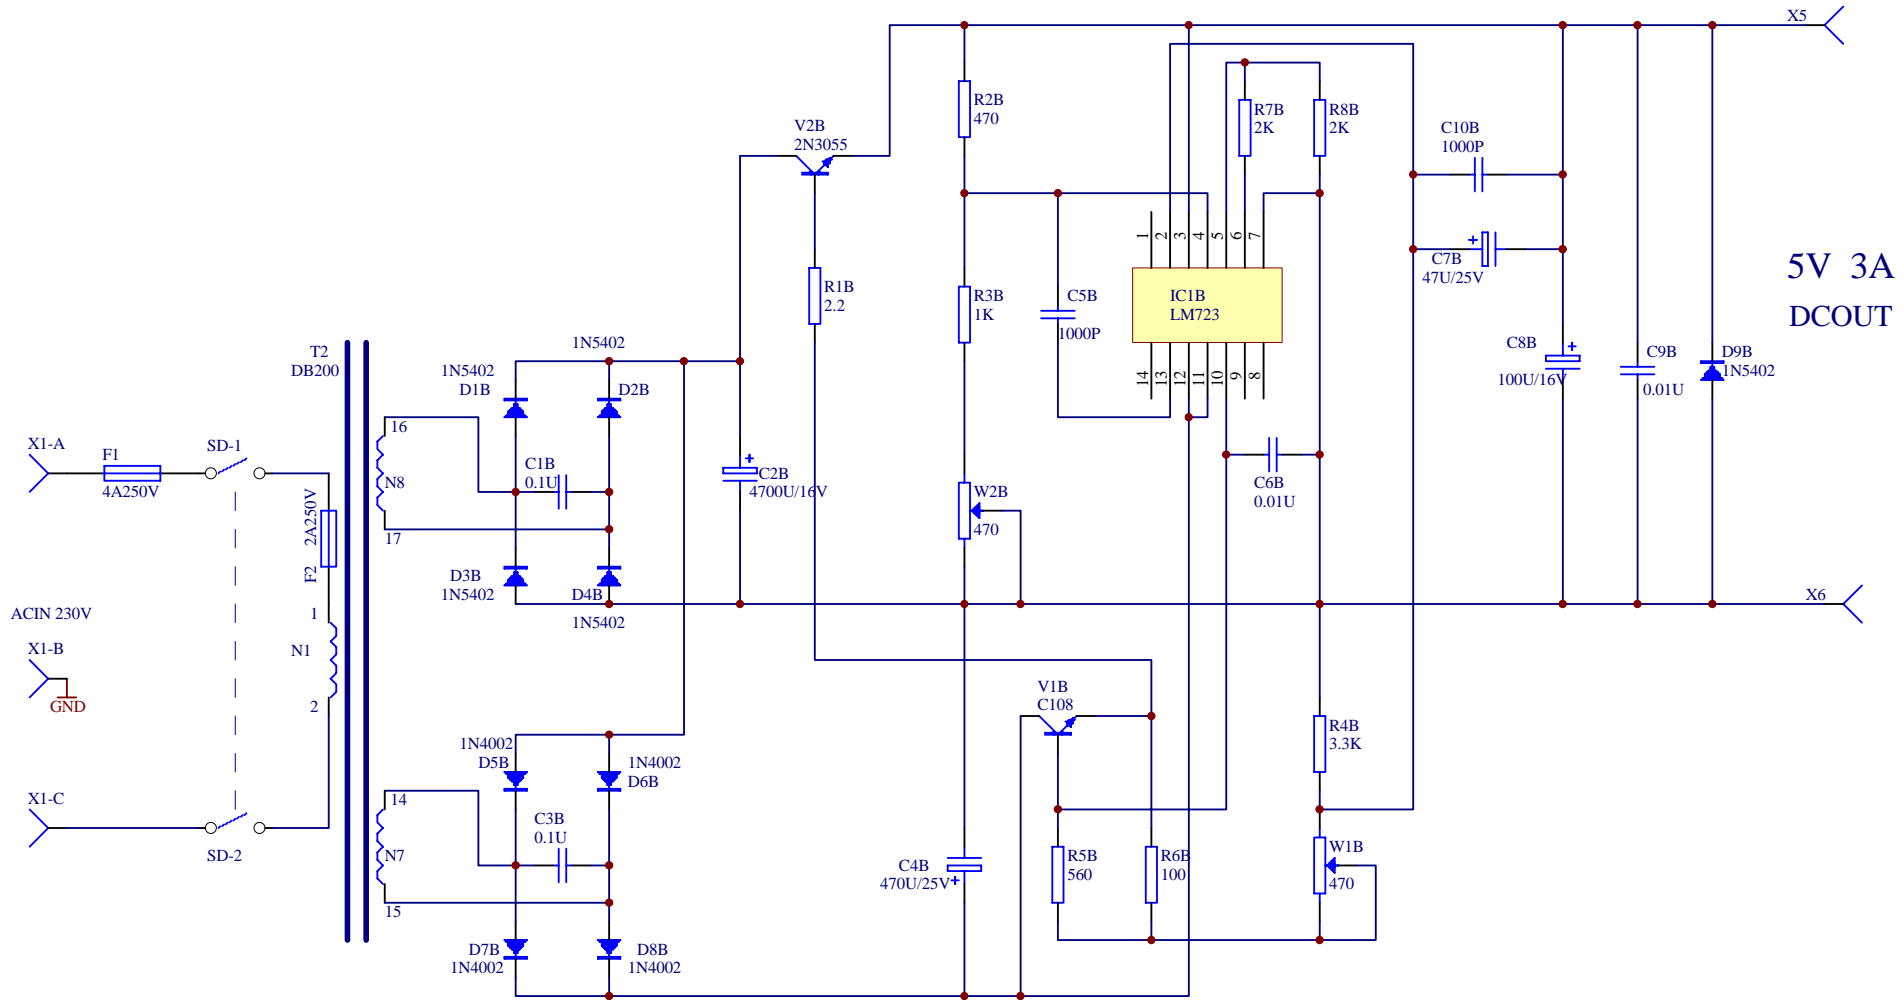 X5
R2B
470
R7B
2K
R8B
2K
V2B
2N3055
C10B
1000P
1
2
3
4
5
6
7
+
C7B
47U/25V
5V 3A
DCOUT
R1B
2.2
R3B
1K
C5B
1000P
IC1B
LM723
T2
DB200
1N5402
1N5402
D1B
D2B
C8B
+
100U/16V
C9B
0.01U
D9B
1N5402
14
13
12
11
10
9
8
X1-A
F1
4A250V
SD-1
16
N8
17
C1B
0.1U
+
C2B
4700U/16V
W2B
470
C6B
0.01U
2A250V
F2
D3B
1N5402
D4B
1N5402
X6
ACIN 230V
1
X1-B
N1
GND
2
V1B
C108
1N4002
D5B
1N4002
D6B
R4B
3.3K
X1-C
SD-2
14
N7
15
C3B
0.1U
C4B
470U/25V
+
R5B
560
R6B
100
W1B
470
D7B
1N4002
D8B
1N4002